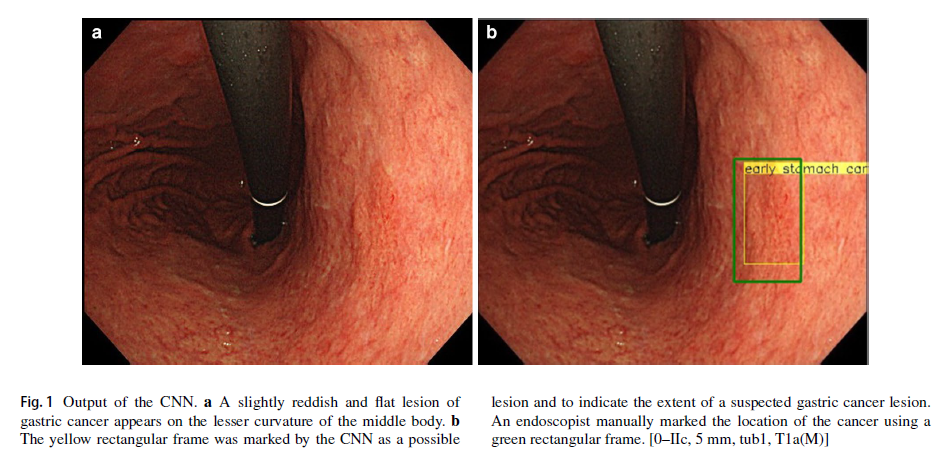 a
b
early stomach can
Fig. 1 Output of the CNN. a A slightly reddish and flat lesion of
gastric cancer appears on the lesser curvature of the middle body. b
The yellow rectangular frame was marked by the CNN as a possible
lesion and to indicate the extent of a suspected gastric cancer lesion.
An endoscopist manually marked the location of the cancer using a
green rectangular frame. [0–IIc, 5 mm, tub1, T1a(M)]